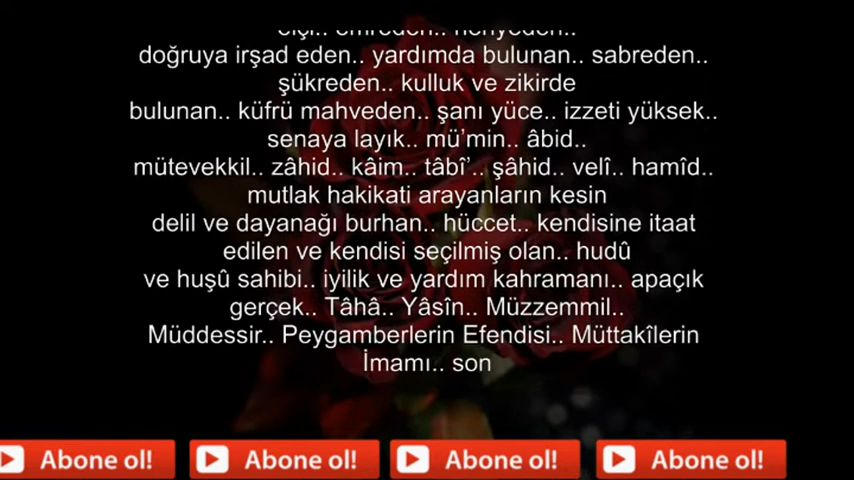 elçi.. emreden.. nehyeden..
doğruya irşad eden.. yardımda bulunan.. sabreden..
şükreden.. kulluk ve zikirde
bulunan.. küfrü mahveden.. şanı yüce.. izzeti yüksek..
senaya layık.. mü’min.. âbid..
mütevekkil.. zâhid.. kâim.. tâbî’.. şâhid.. velî.. hamîd..
mutlak hakikati arayanların kesin
delil ve dayanağı burhan.. hüccet.. kendisine itaat
edilen ve kendisi seçilmiş olan.. hudû
ve huşû sahibi.. iyilik ve yardım kahramanı.. apaçık
gerçek.. Tâhâ.. Yâsîn.. Müzzemmil..
Müddessir.. Peygamberlerin Efendisi.. Müttakîlerin
İmamı.. son
Abone ol! Abone ol! Abone ol! Abone ol!